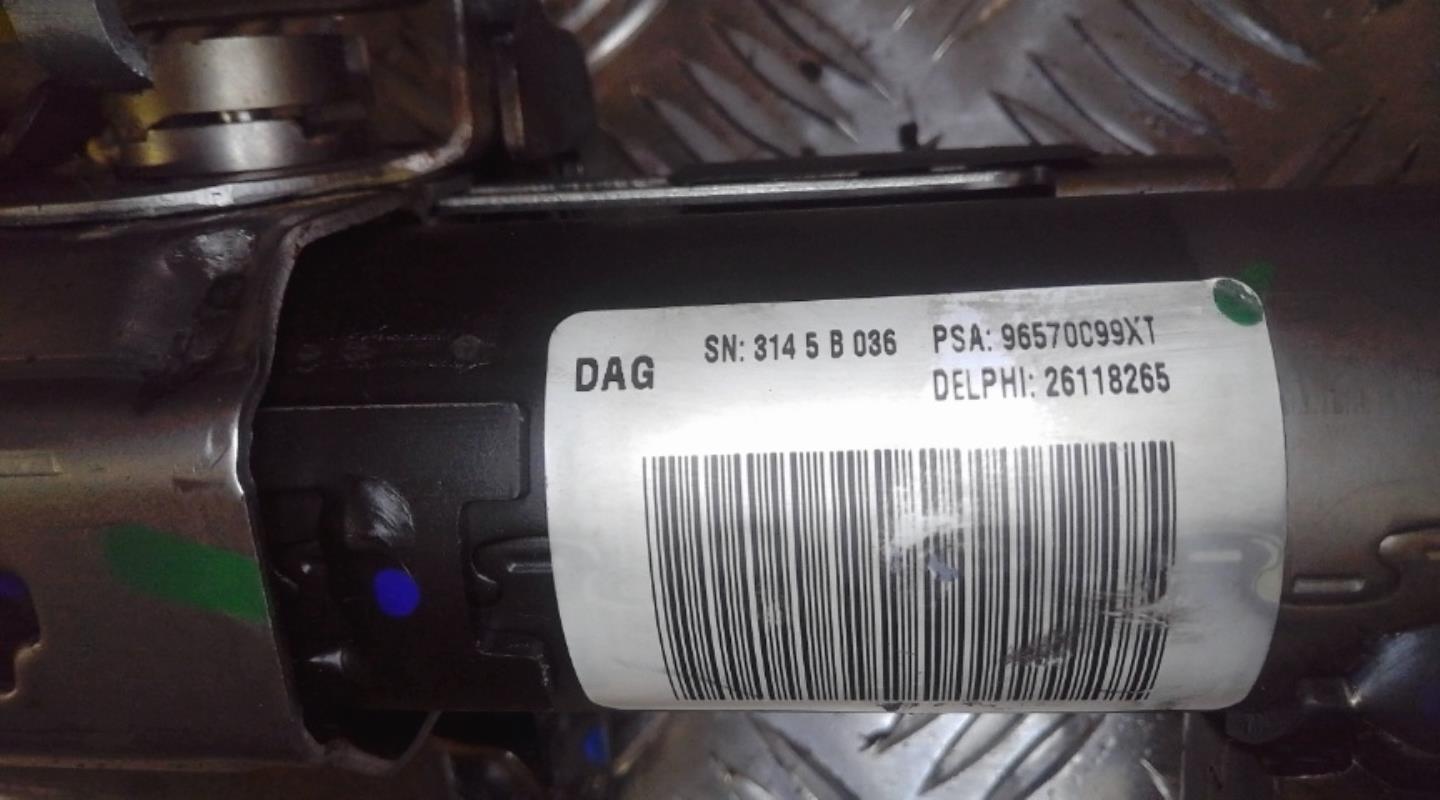 DAG
SN: 314 5 B 036
PSA: 96570C99XT
DELPHI: 26118265